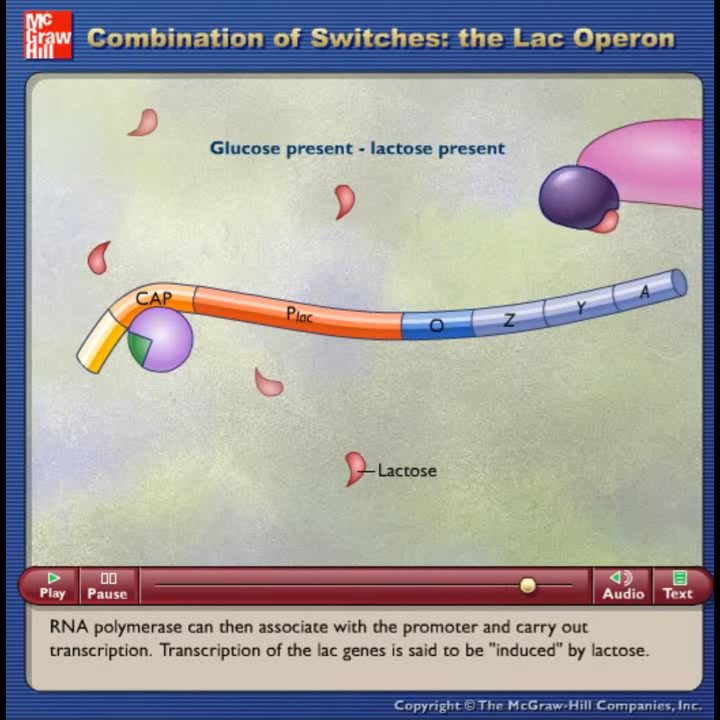 Mc
Graw
Hill
Combination of Switches: the Lac Operon
Glucose present - lactose present
CAP
Plac
O
Z
Y
A
Lactose
Play
Pause
Audio
Text
RNA polymerase can then associate with the promoter and carry out
transcription. Transcription of the lac genes is said to be "induced" by lactose.
Copyright © The McGraw-Hill Companies, Inc.